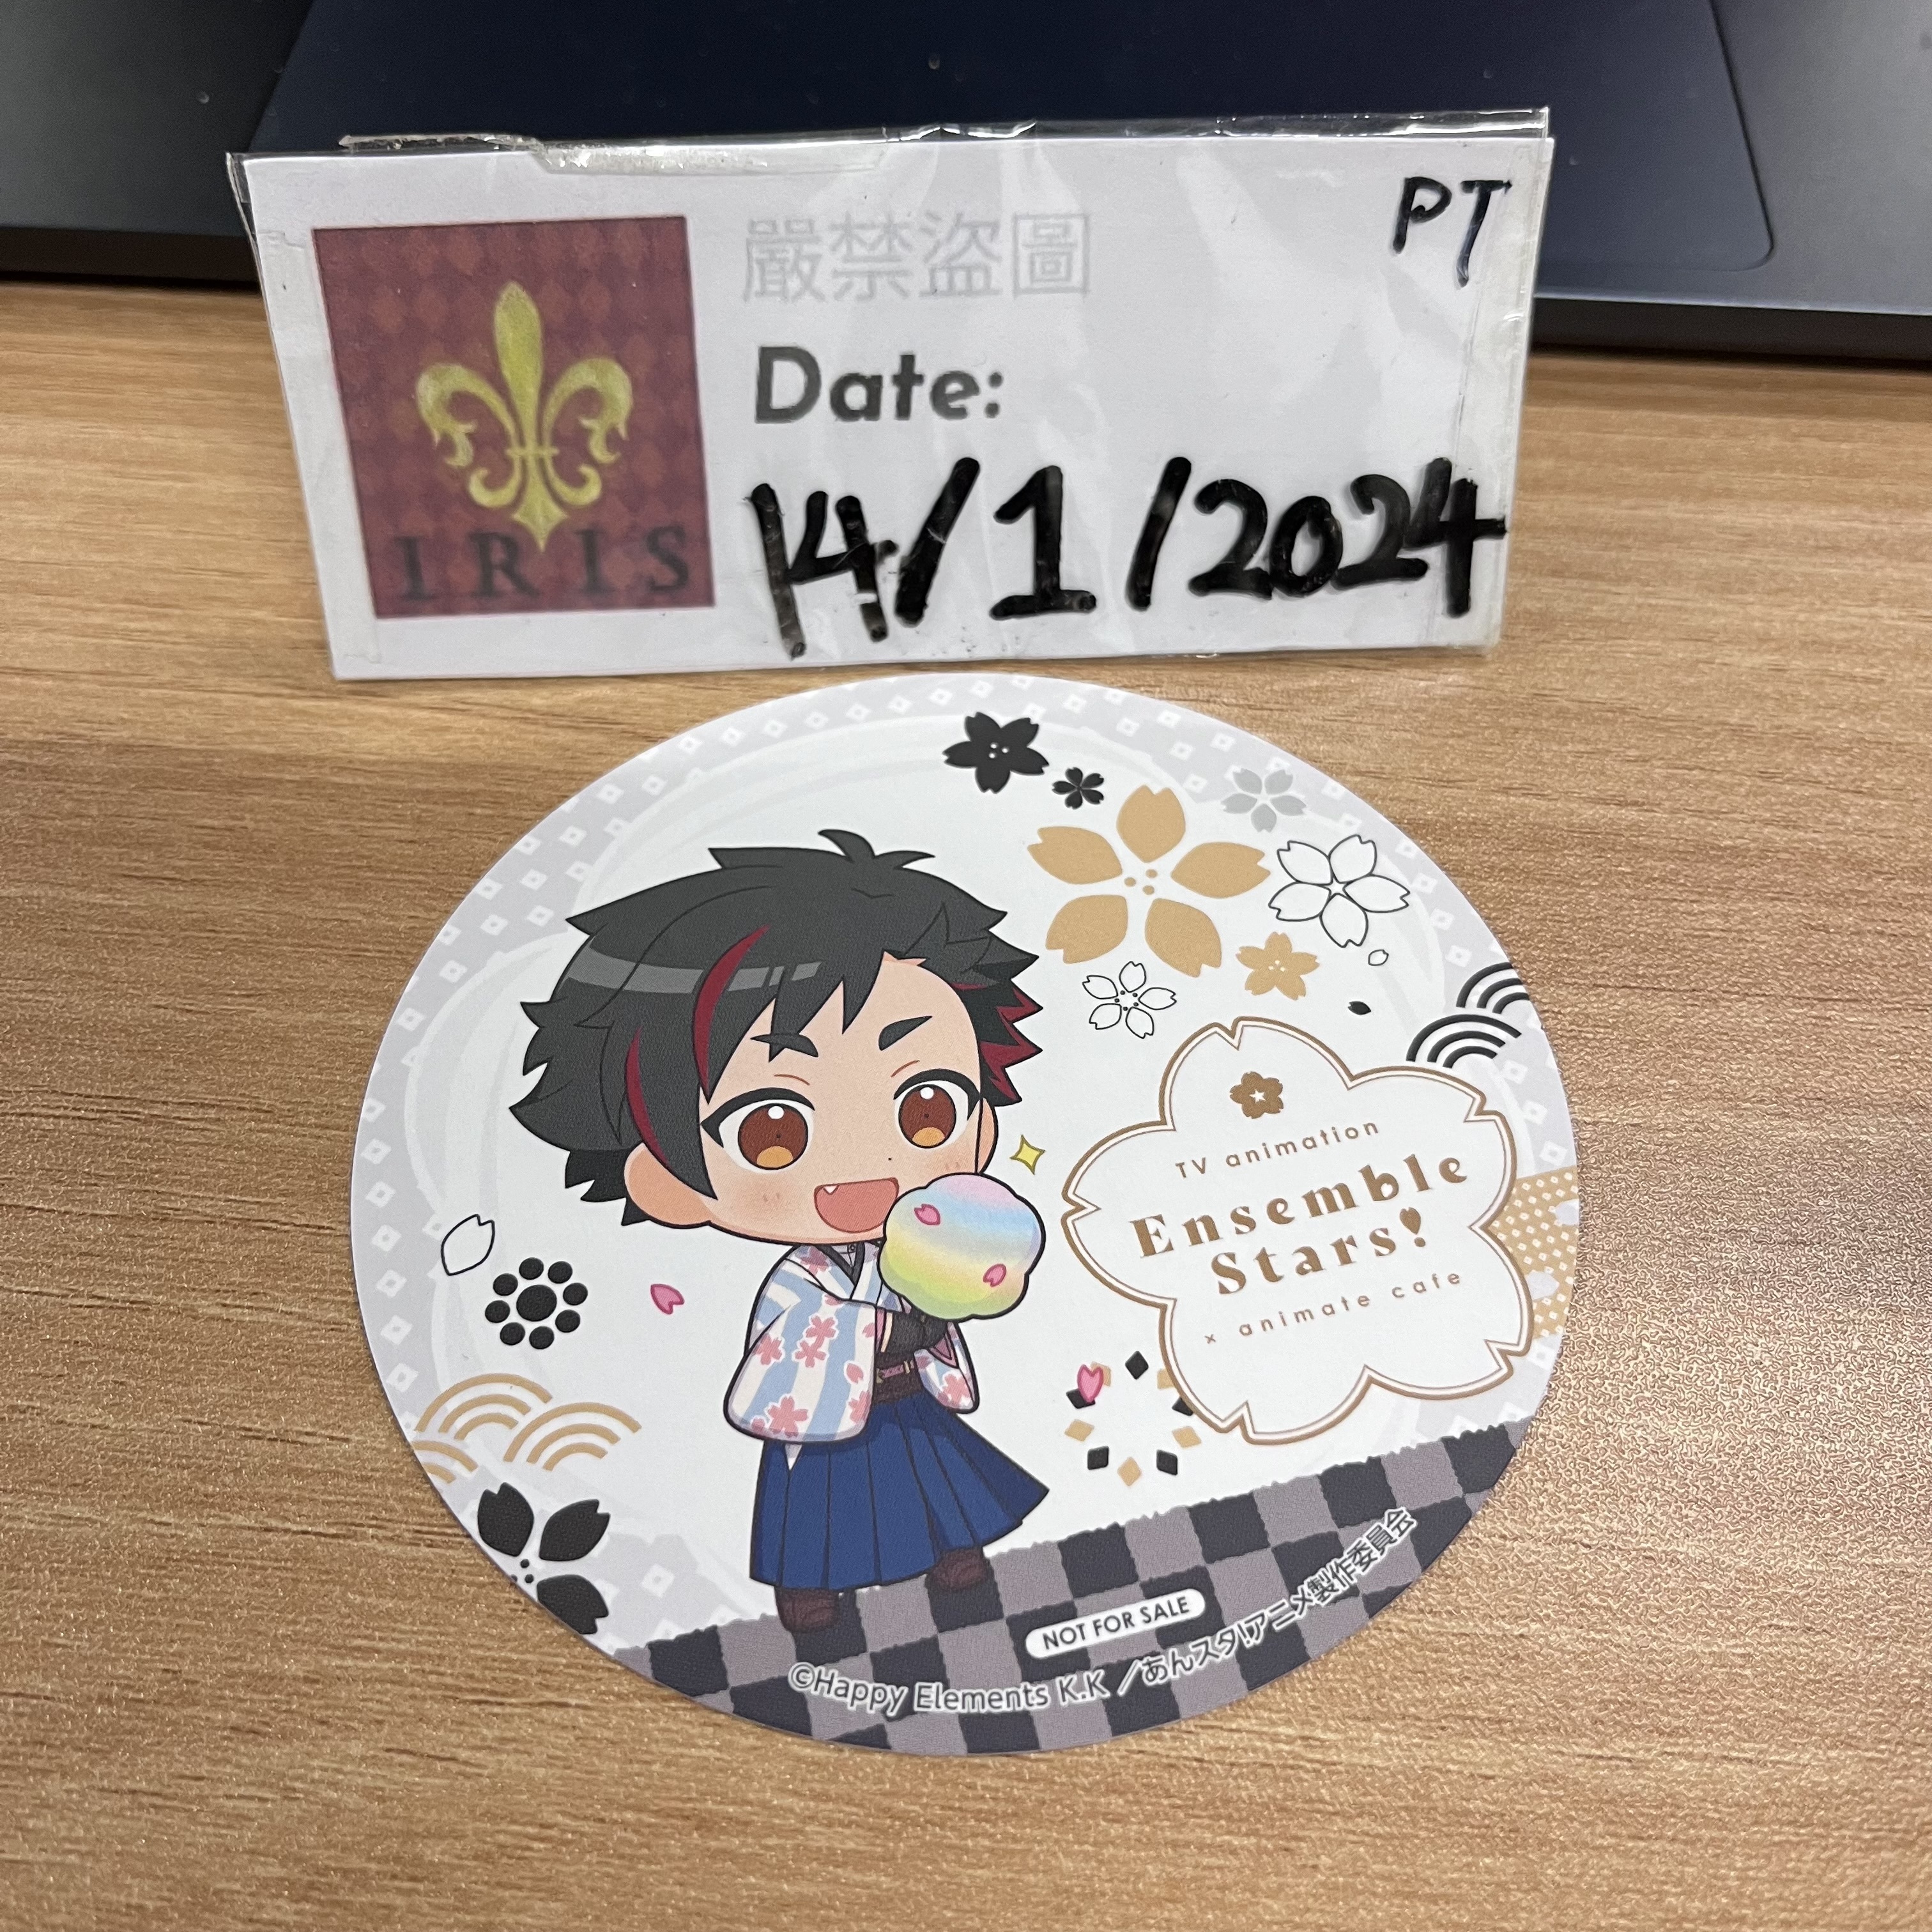 PT
嚴禁盜圖
Date:
14/1/2024
IRIS
TV animation
Ensemble
Stars!
× animate cafe
NOT FOR SALE
©Happy Elements K.K／あんスタ!アニメ製作委員会